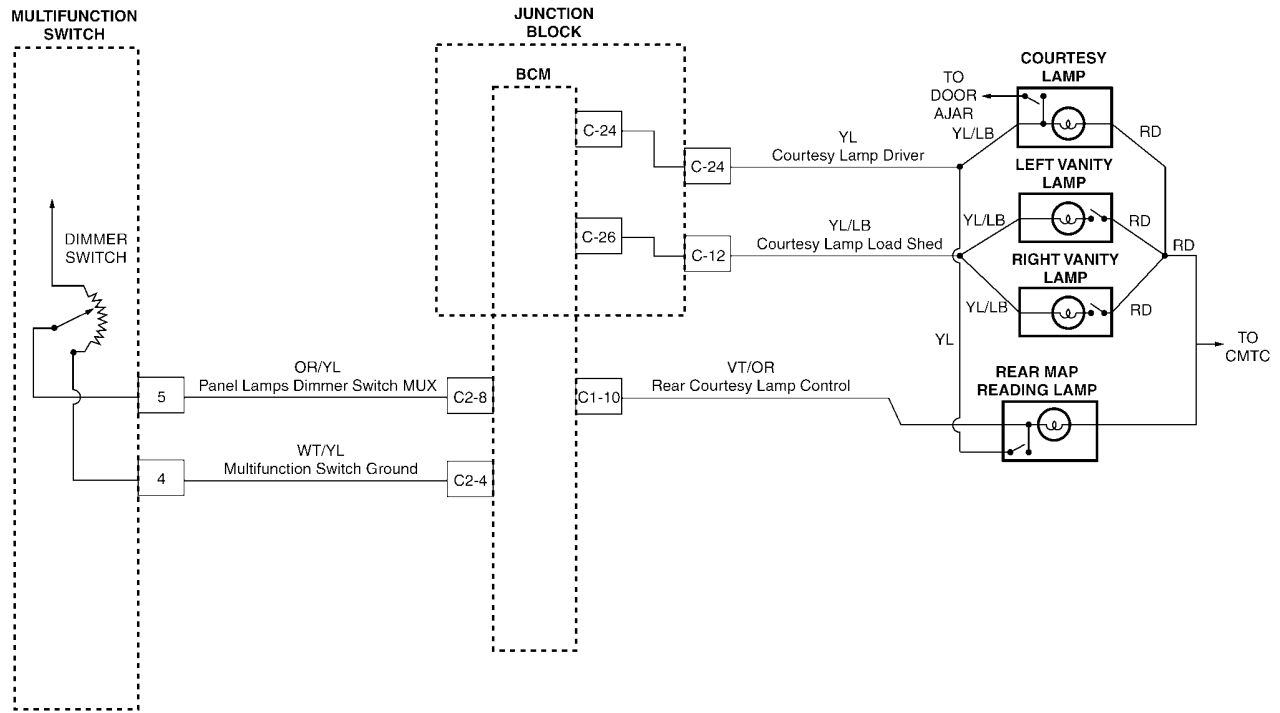 MULTIFUNCTION
SWITCH
JUNCTION
BLOCK
BCM
COURTESY
LAMP
TO
DOOR
AJAR
C-24
YL/LB
RD
YL
Courtesy Lamp Driver
C-24
LEFT VANITY
LAMP
YL/LB
RD
DIMMER
SWITCH
C-26
YL/LB
Courtesy Lamp Load Shed
C-12
RD
RIGHT VANITY
LAMP
YL/LB
RD
YL
TO
CMTC
OR/YL
Panel Lamps Dimmer Switch MUX
5
C2-8
C1-10
VT/OR
Rear Courtesy Lamp Control
REAR MAP
READING LAMP
WT/YL
Multifunction Switch Ground
4
C2-4